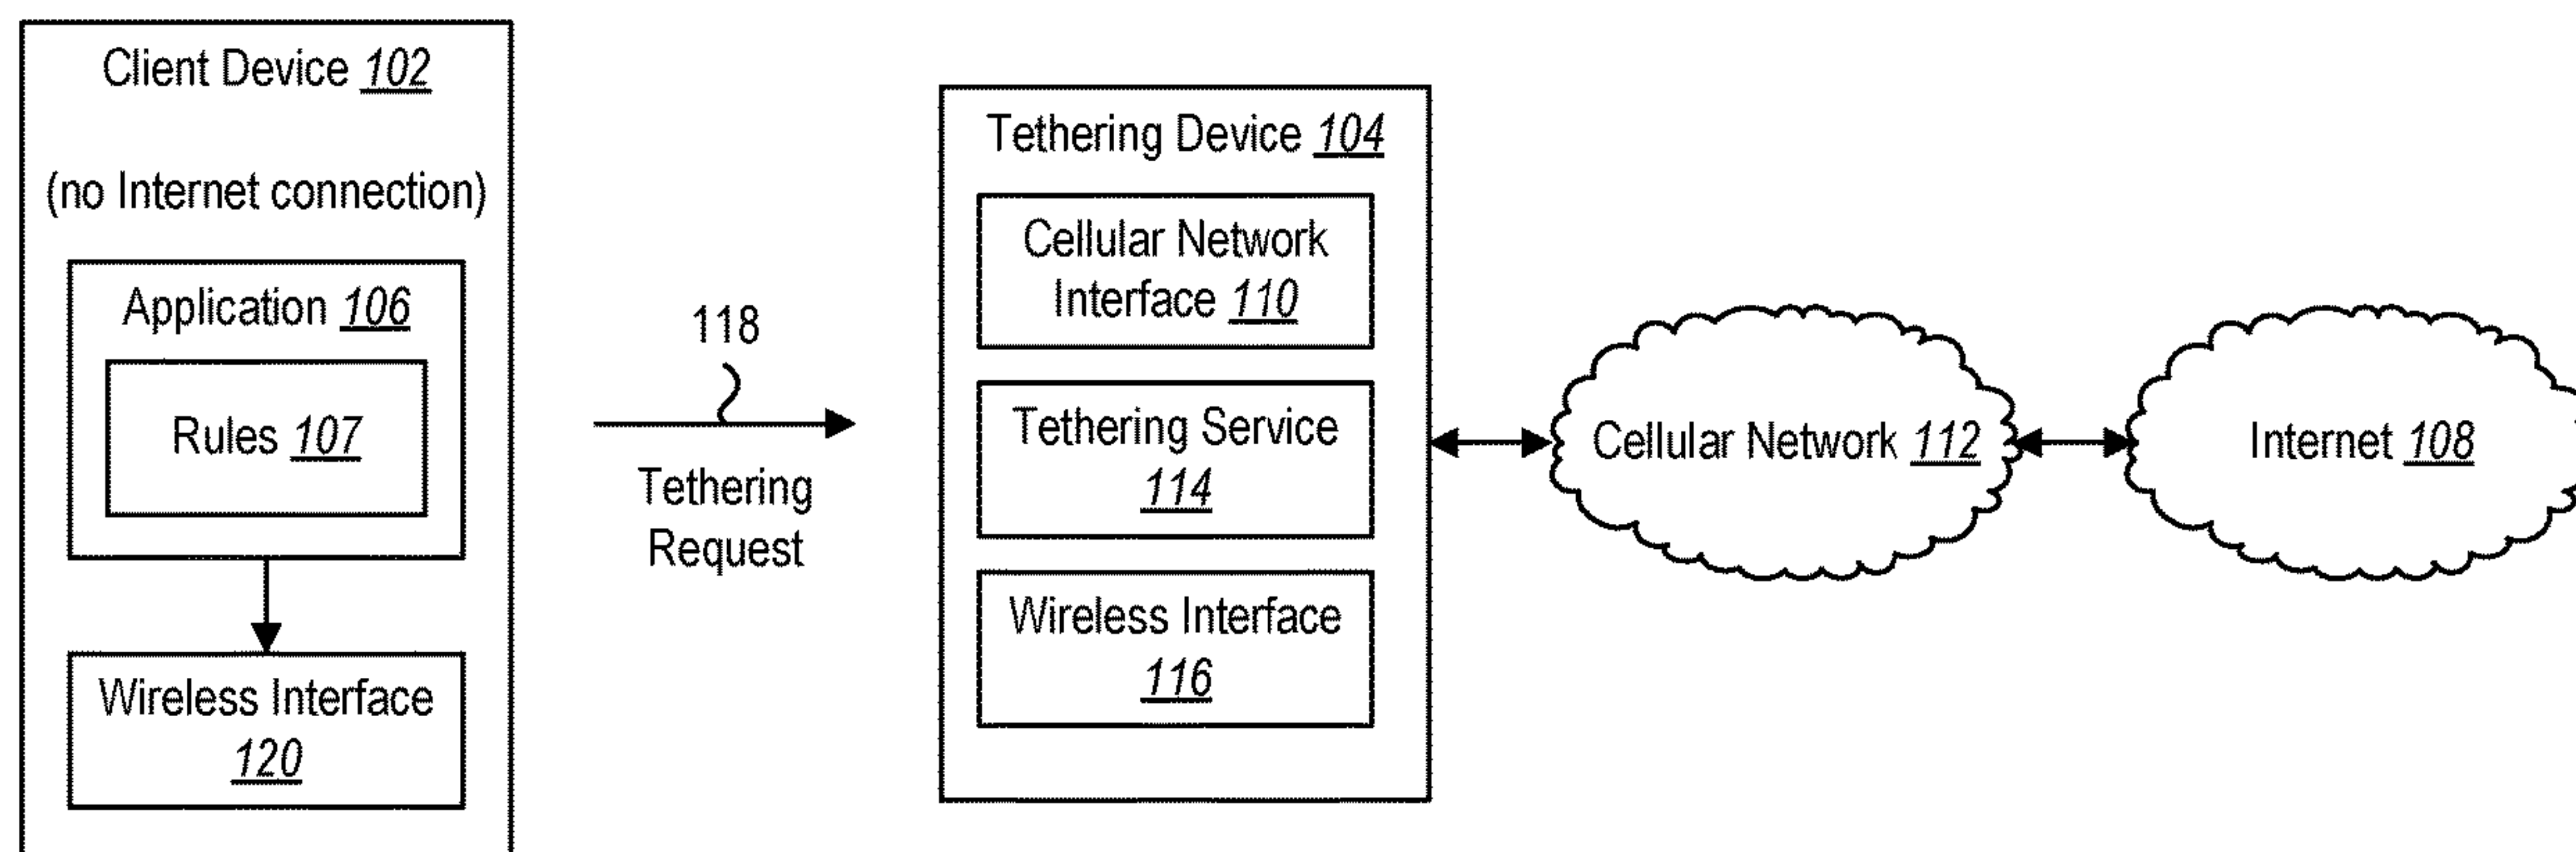 Client Device 102
(no Internet connection)
Application 106
Rules 107
Wireless Interface
120
118
Tethering
Request
Tethering Device 104
Cellular Network
Interface 110
Tethering Service
114
Wireless Interface
116
Cellular Network 112
Internet 108